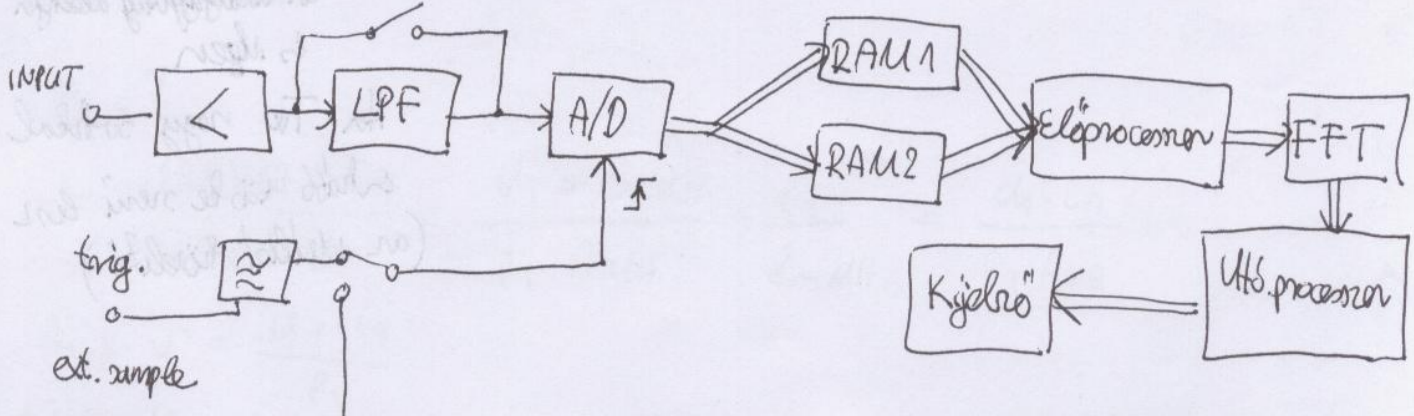 INPUT
<
LPF
A/D
RAM1
RAM2
Előprocesszor
FFT
Utó.processzor
Kijelző
trig.
≈
ext. sample